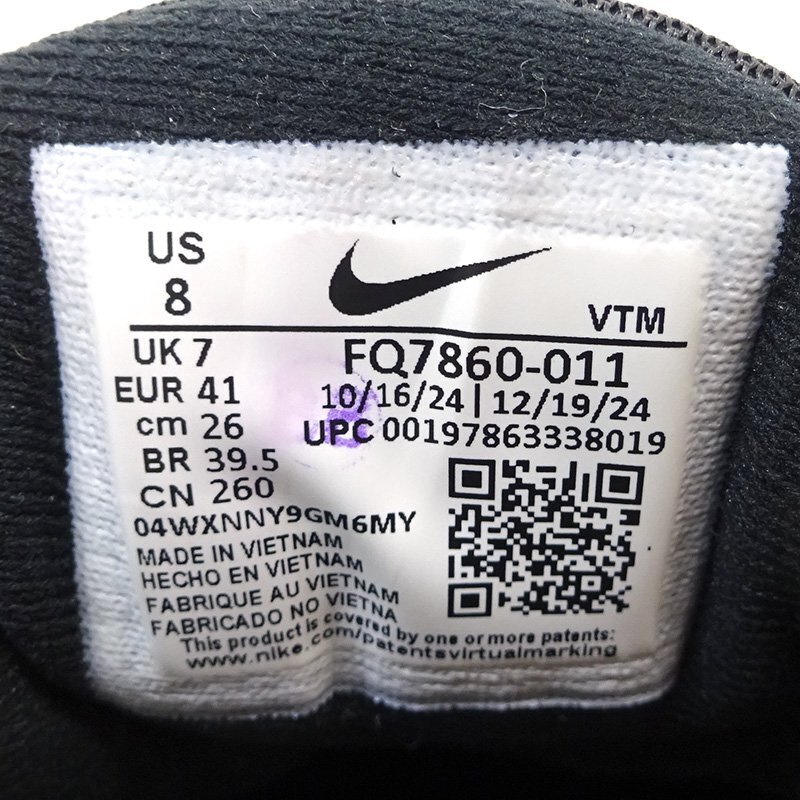 US
8
VTM
UK 7
FQ7860-011
EUR 41
10/16/24 | 12/19/24
cm 26
UPC 00197863338019
BR 39.5
CN 260
04WXNNY9GM6MY
MADE IN VIETNAM
HECHO EN VIETNAM
FABRIQUE AU VIETNAM
FABRICADO NO VIETNA
This product is covered by one or more patents:
www.nike.com/patentsvirtualmarking